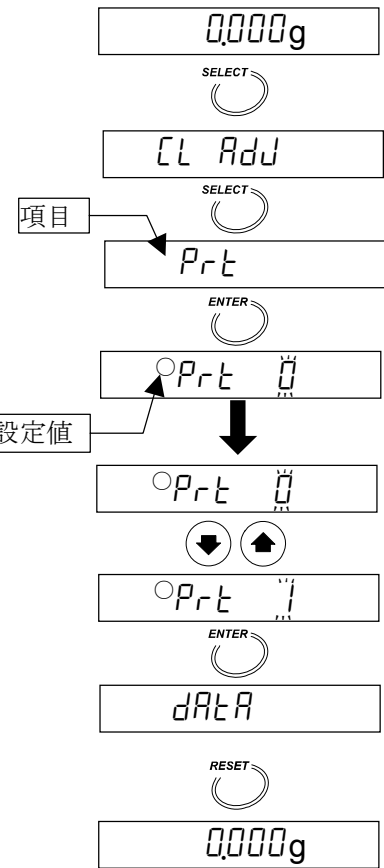 0.000g
SELECT
CL AdJ
SELECT
項目
Prt
ENTER
Prt 0
設定値
Prt 0
Prt 1
ENTER
dAtA
RESET
0.000g